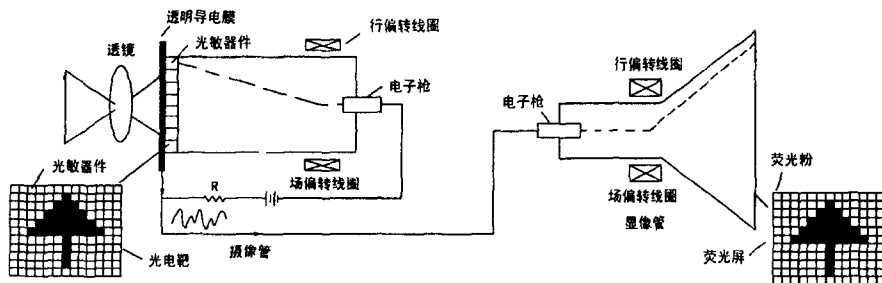 透明导电膜
透镜
光敏器件
行偏转线圈
电子枪
场偏转线圈
R
摄像管
光敏器件
光电靶
行偏转线圈
电子枪
场偏转线圈
显像管
荧光粉
荧光屏